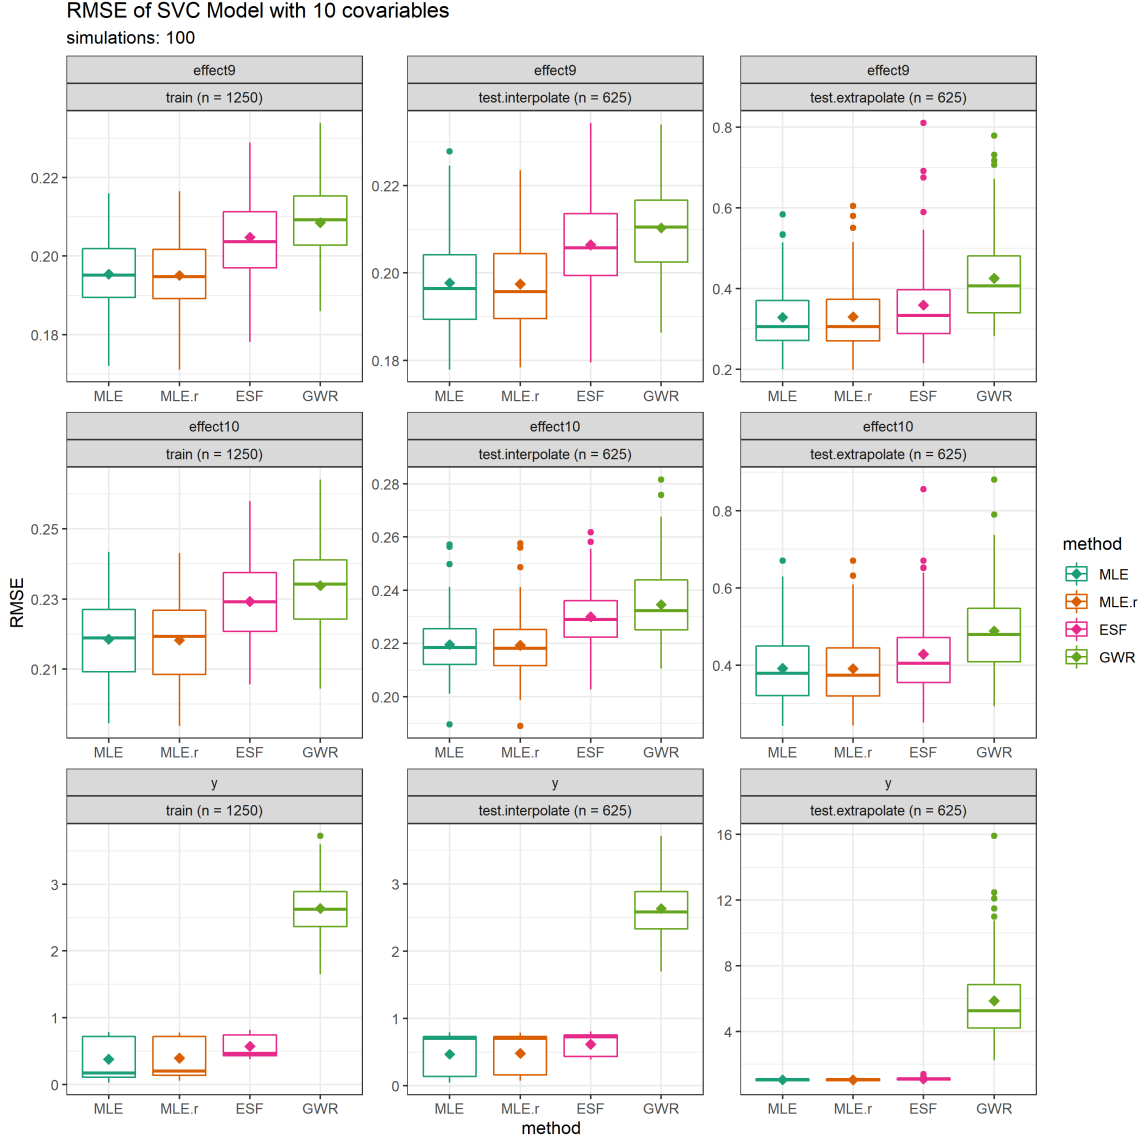 RMSE of SVC Model with 10 covariables
simulations: 100
effect9 effect9 effect9
train (n = 1250) test.interpolate (n = 625) test.extrapolate (n = 625)
0.22 0.20 0.18
0.22 0.20 0.18
0.8 0.6 0.4 0.2
MLE MLE.r ESF GWR MLE MLE.r ESF GWR MLE MLE.r ESF GWR
effect10 effect10 effect10
train (n = 1250) test.interpolate (n = 625) test.extrapolate (n = 625)
0.25 0.23 0.21
0.28 0.26 0.24 0.22 0.20
0.8 0.6 0.4
MLE MLE.r ESF GWR MLE MLE.r ESF GWR MLE MLE.r ESF GWR
y y y
train (n = 1250) test.interpolate (n = 625) test.extrapolate (n = 625)
3 2 1 0
3 2 1 0
16 12 8 4
MLE MLE.r ESF GWR MLE MLE.r ESF GWR MLE MLE.r ESF GWR
RMSE
method
method
MLE
MLE.r
ESF
GWR